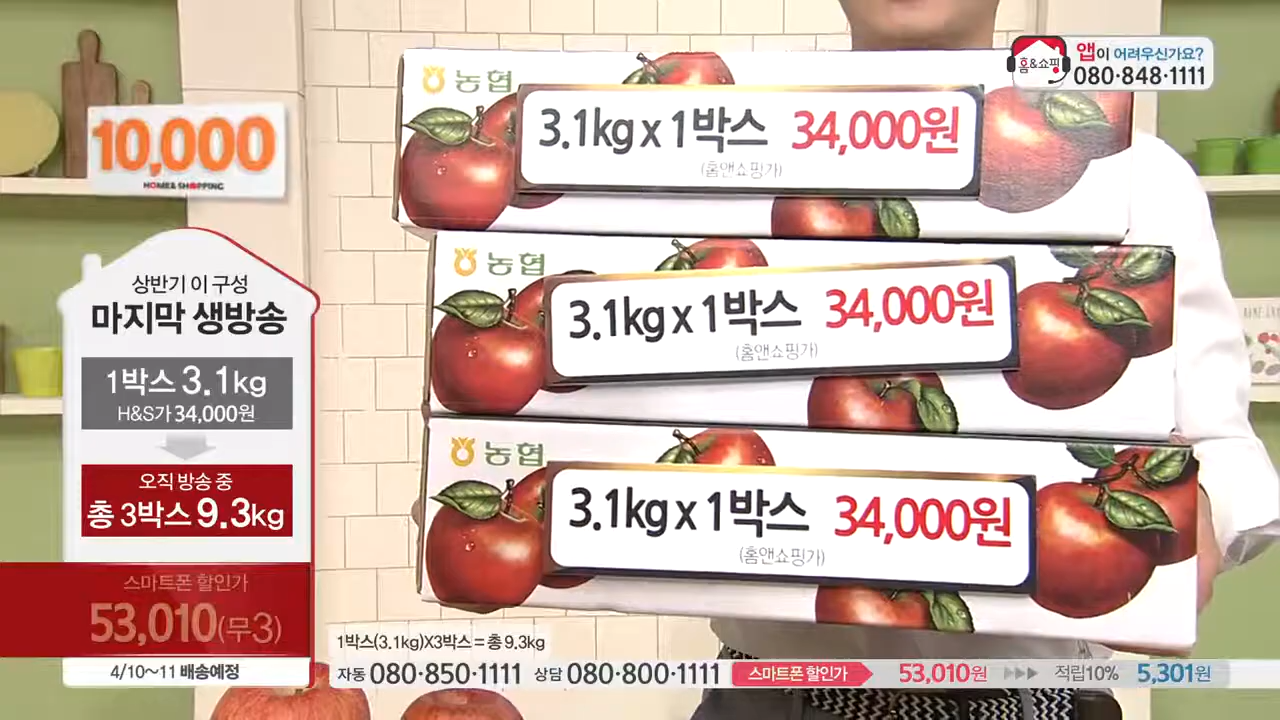 홈&쇼핑
앱이 어려우신가요?
080·848·1111
10,000
HOME& SHOPPING
농협
3.1kg x 1박스 34,000원
(홈앤쇼핑가)
농협
3.1kg x 1박스 34,000원
(홈앤쇼핑가)
농협
3.1kg x 1박스 34,000원
(홈앤쇼핑가)
상반기 이 구성
마지막 생방송
1박스 3.1kg
H&S가 34,000원
오직 방송 중
총 3박스 9.3kg
스마트폰 할인가
53,010(무3)
4/10~11 배송예정
1박스(3.1kg)X3박스 = 총 9.3kg
자동 080·850·1111 상담 080·800·1111 스마트폰 할인가 53,010원 적립10% 5,301원